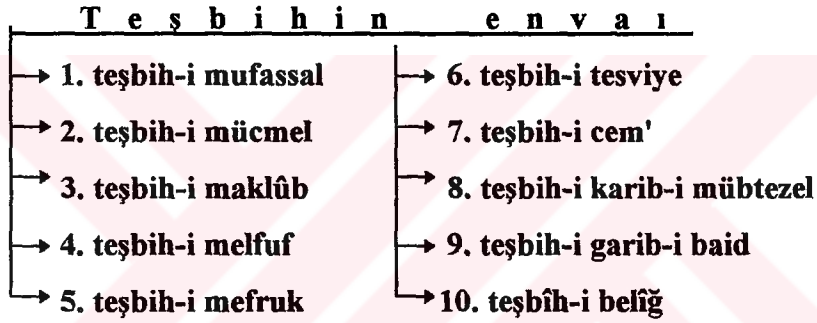 Teşbihin envaı
1. teşbih-i mufassal
2. teşbih-i mücmel
3. teşbih-i maklûb
4. teşbih-i melfuf
5. teşbih-i mefruk
6. teşbih-i tesviye
7. teşbih-i cem'
8. teşbih-i karib-i mübtezel
9. teşbih-i garib-i baid
10. teşbîh-i belîğ